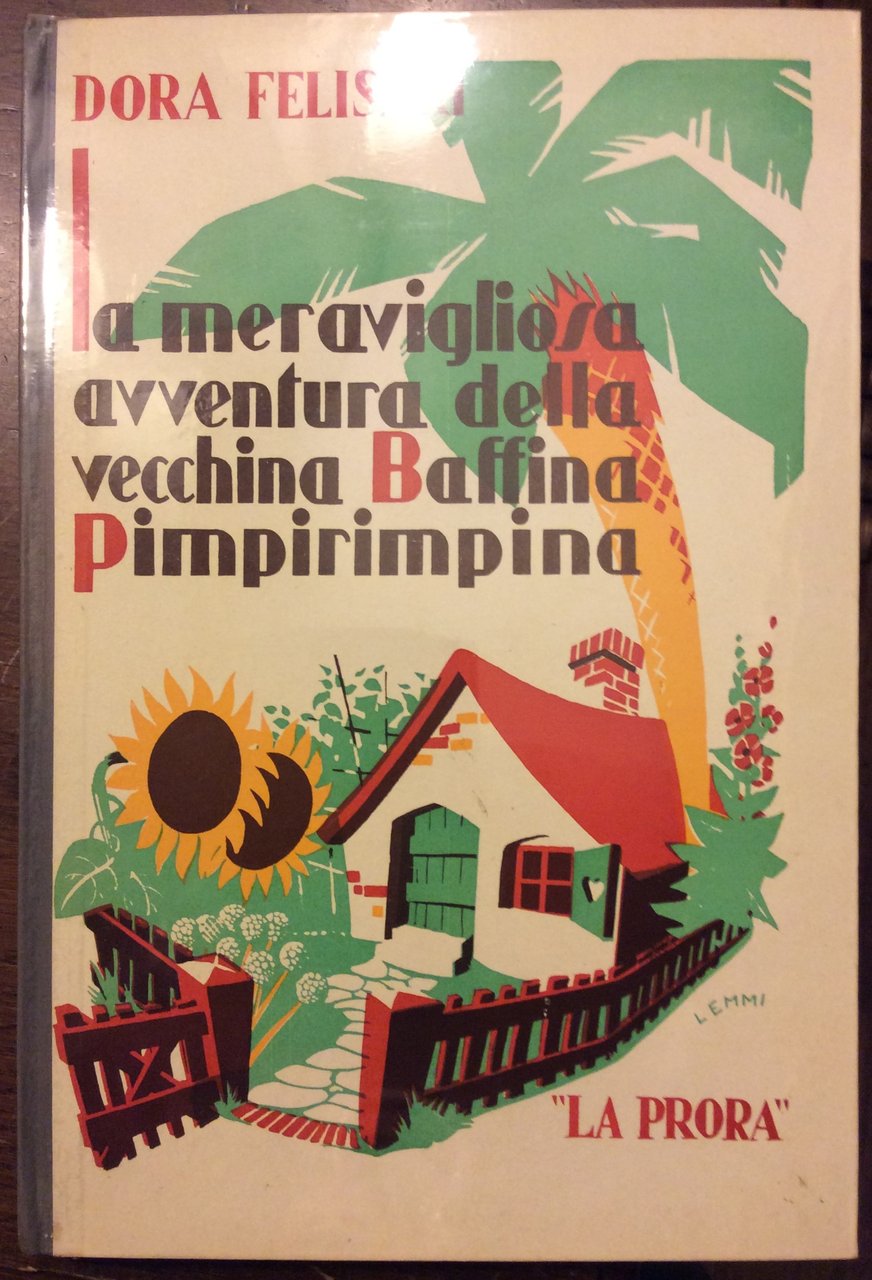 DORA
la meravigliosa
avventura della
vecchina Baffina
Pimpirimpina
LEMMI
"LA PRORA"